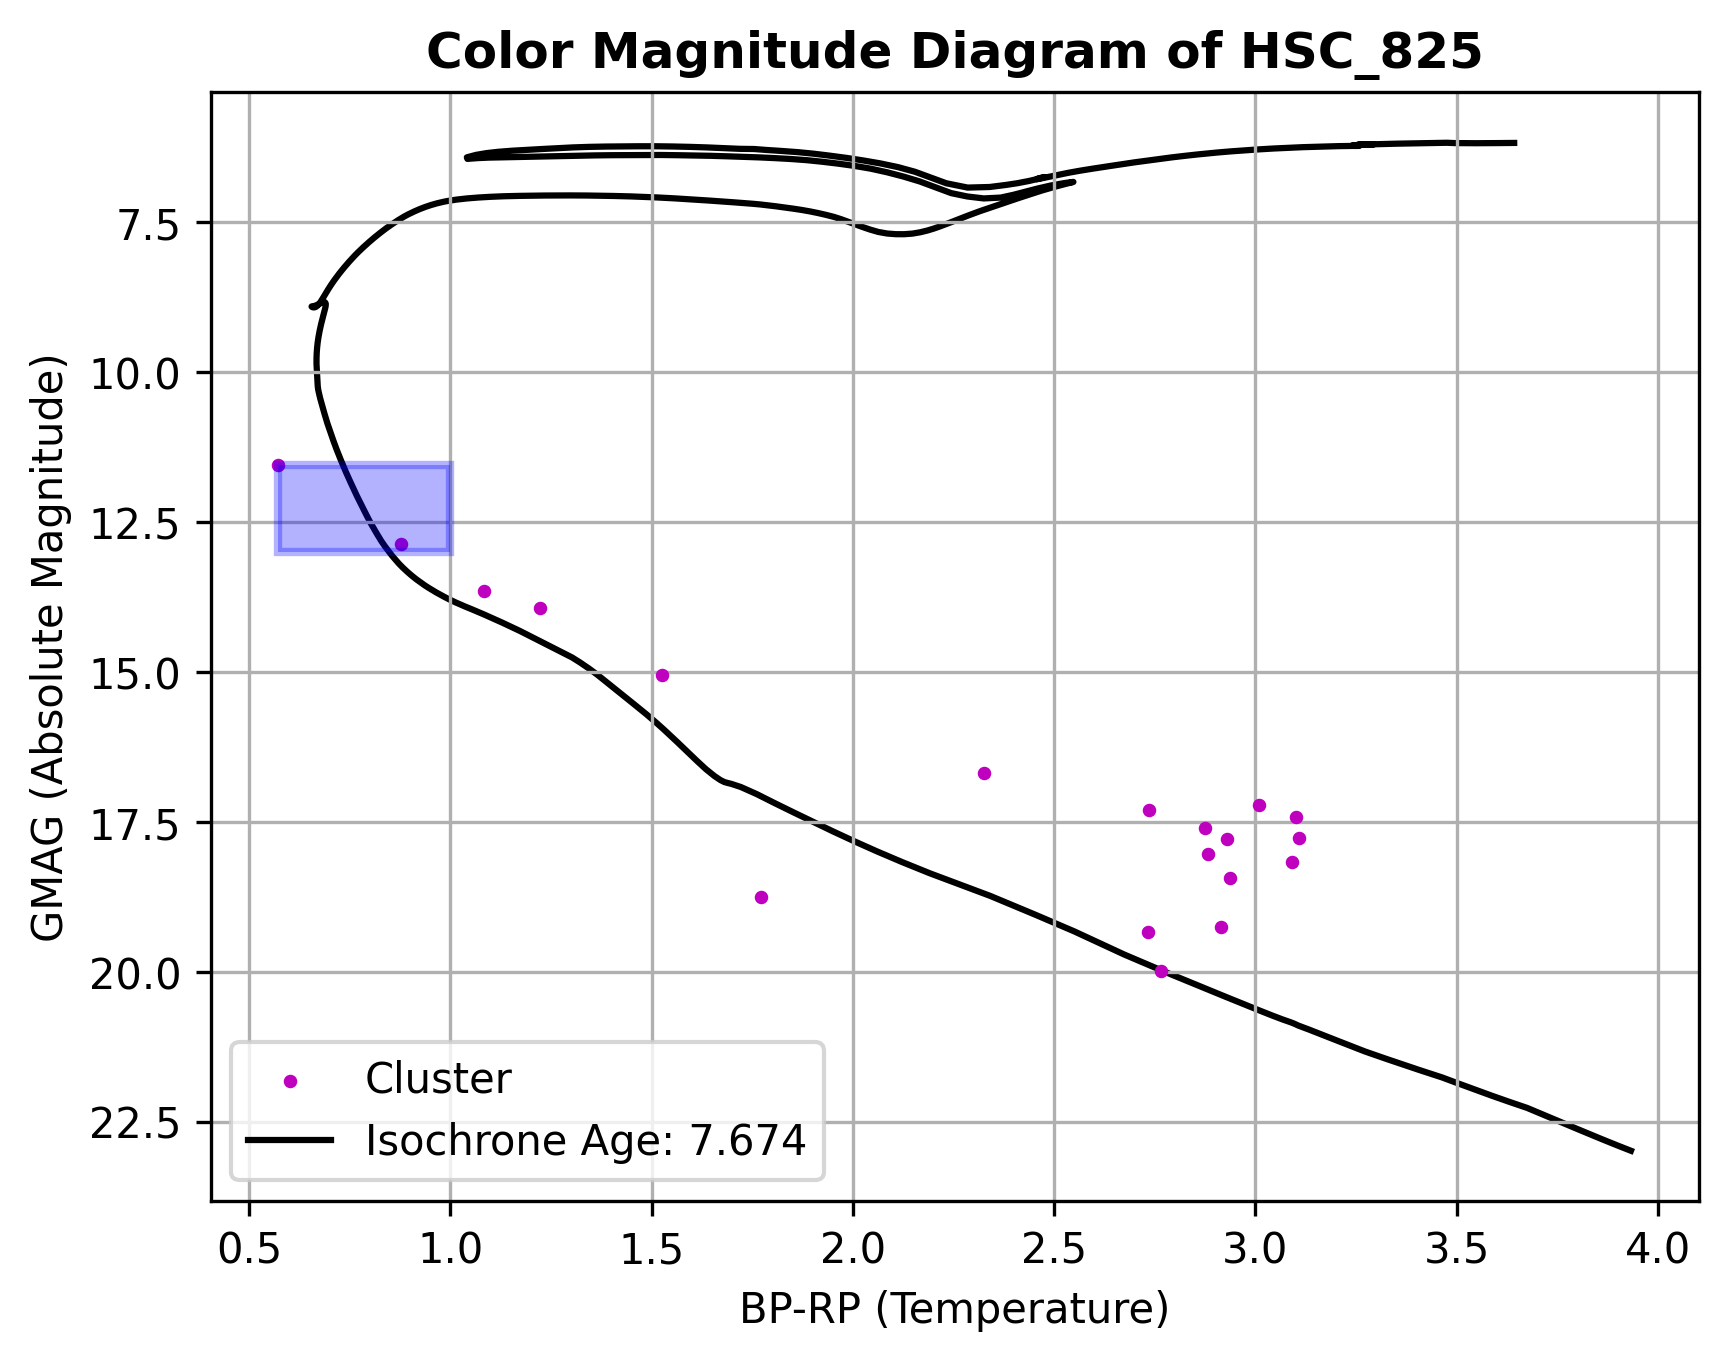 Color Magnitude Diagram of HSC_825
GMAG (Absolute Magnitude)
7.5
10.0
12.5
15.0
17.5
20.0
22.5
Cluster
Isochrone Age: 7.674
0.5 1.0 1.5 2.0 2.5 3.0 3.5 4.0
BP-RP (Temperature)